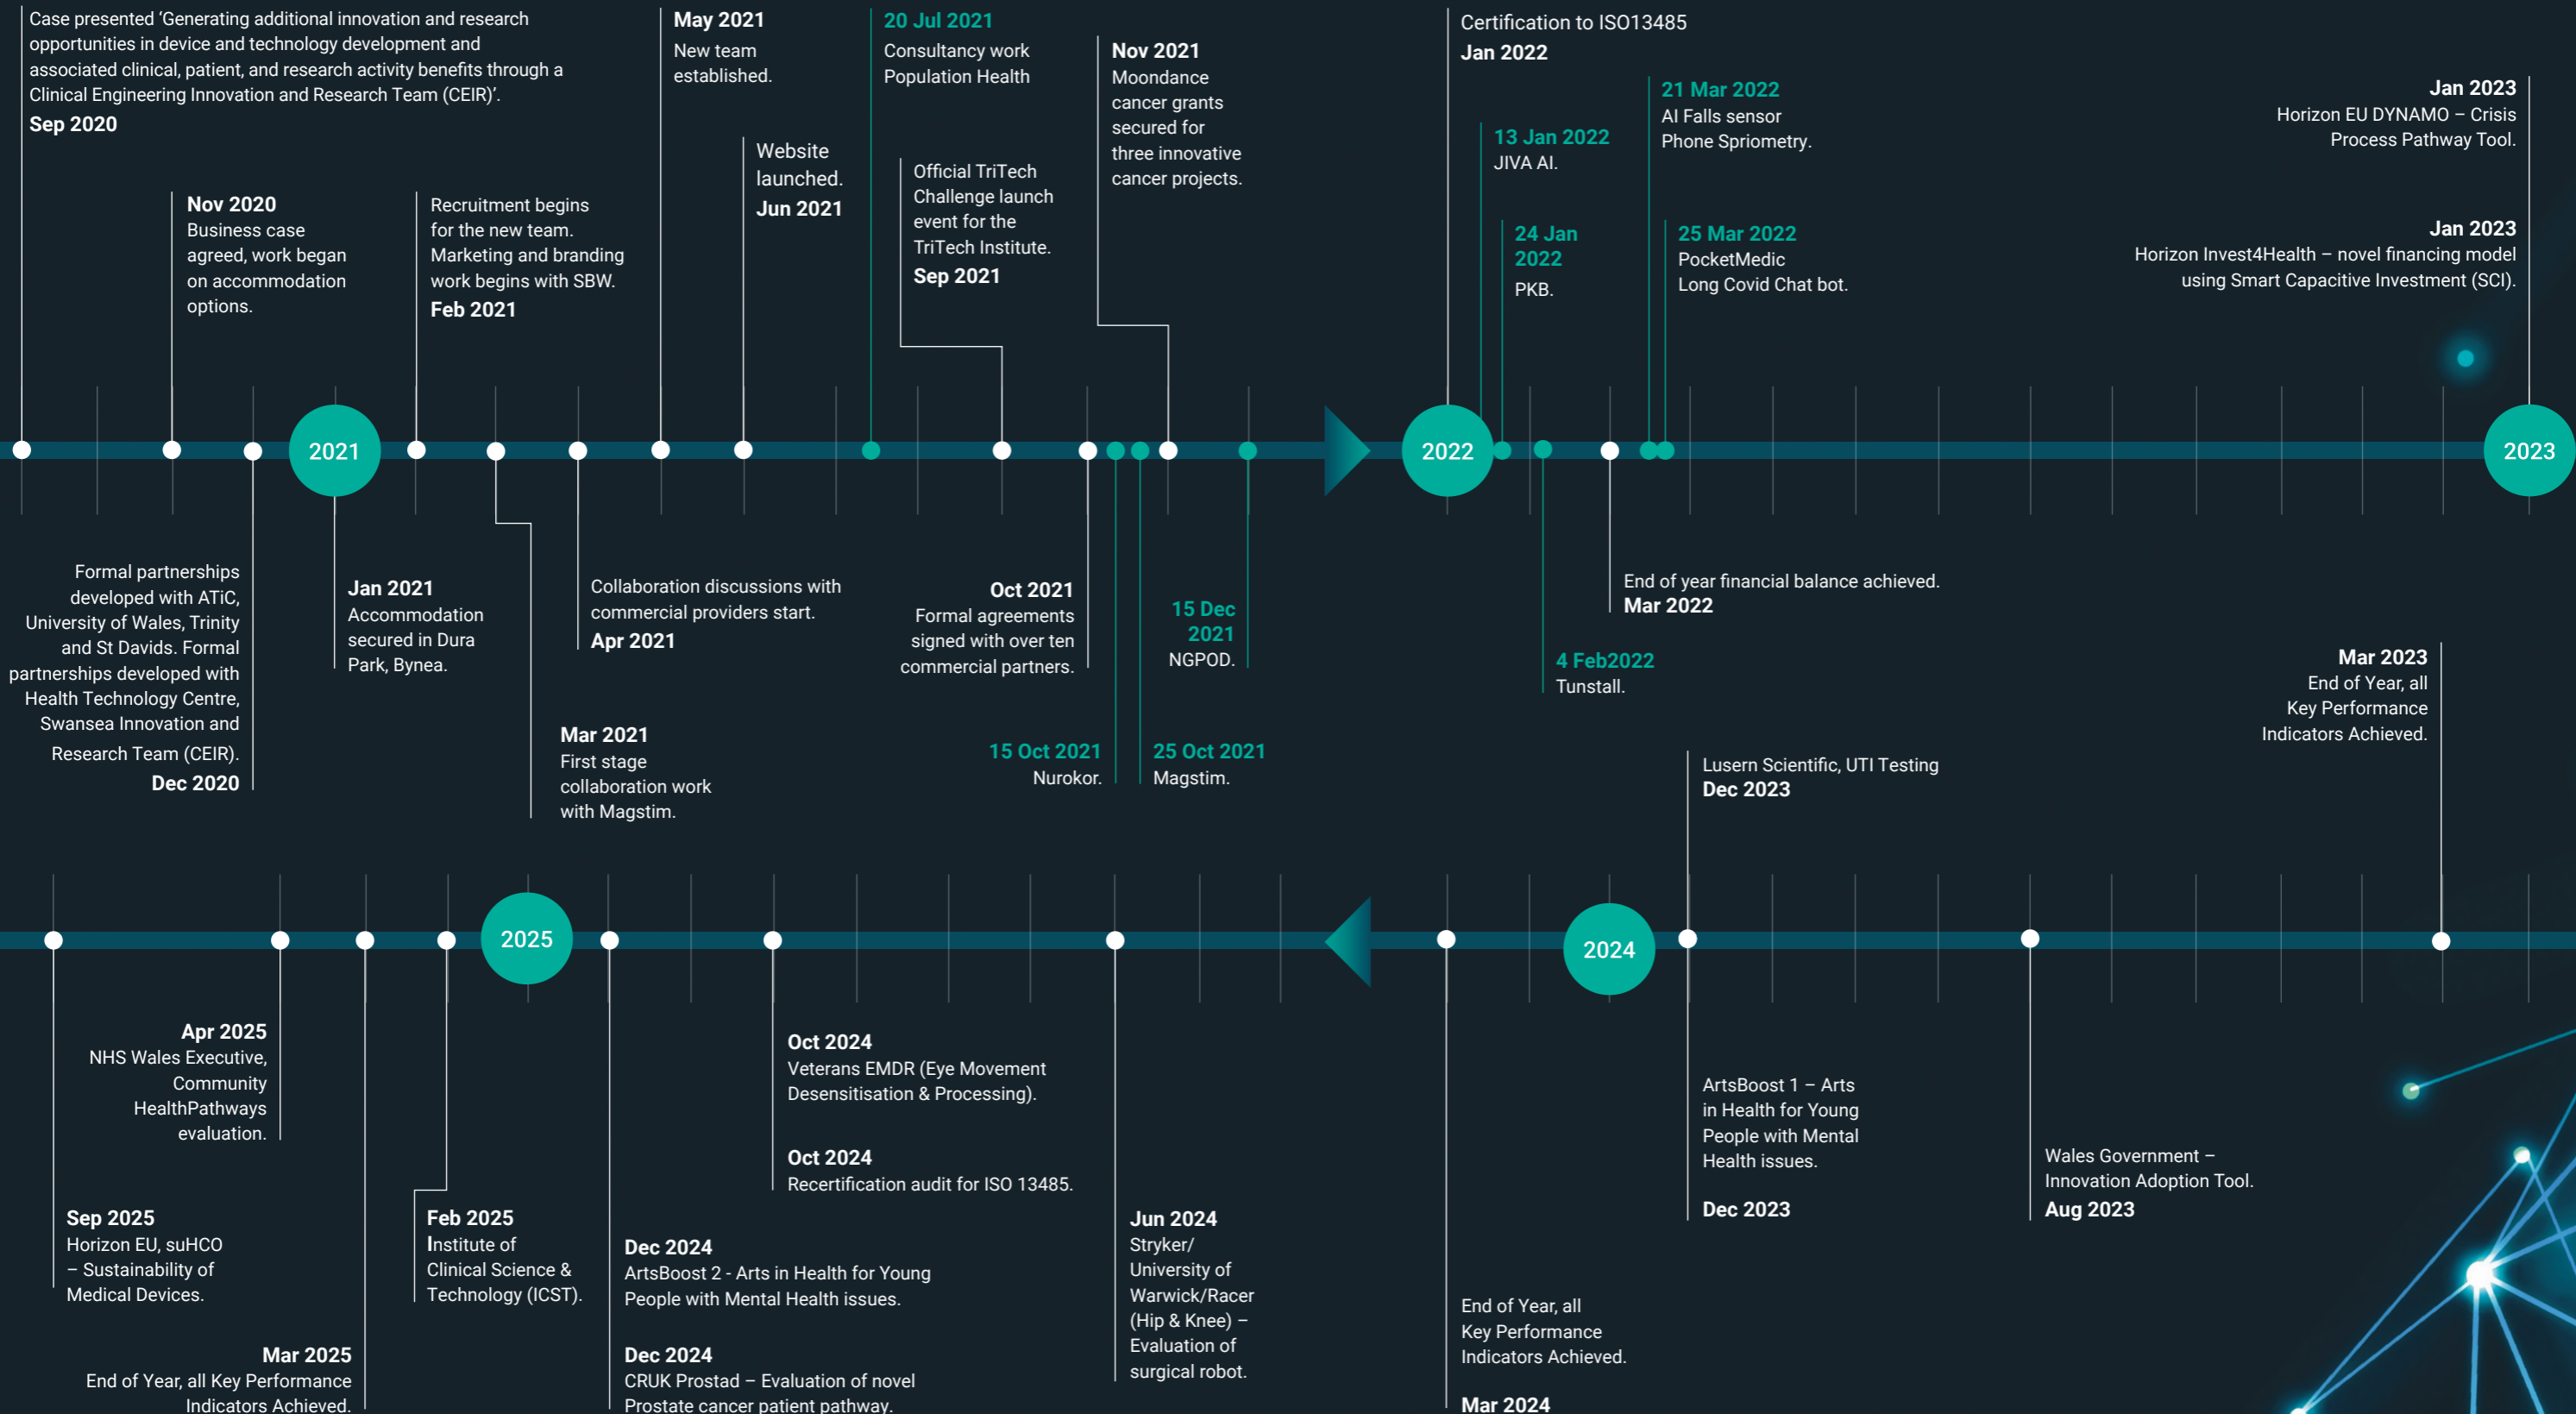 Case presented ‘Generating additional innovation and research
opportunities in device and technology development and
associated clinical, patient, and research activity benefits through a
Clinical Engineering Innovation and Research Team (CEIR)’.
Sep 2020
Nov 2020
Business case
agreed, work began
on accommodation
options.
Recruitment begins
for the new team.
Marketing and branding
work begins with SBW.
Feb 2021
May 2021
New team
established.
Website
launched.
Jun 2021
20 Jul 2021
Consultancy work
Population Health
Official TriTech
Challenge launch
event for the
TriTech Institute.
Sep 2021
Nov 2021
Moondance
cancer grants
secured for
three innovative
cancer projects.
Certification to ISO13485
Jan 2022
13 Jan 2022
JIVA AI.
24 Jan
2022
PKB.
21 Mar 2022
AI Falls sensor
Phone Spriometry.
25 Mar 2022
PocketMedic
Long Covid Chat bot.
Jan 2023
Horizon EU DYNAMO – Crisis
Process Pathway Tool.
Jan 2023
Horizon Invest4Health – novel financing model
using Smart Capacitive Investment (SCI).
2021
2022
2023
Formal partnerships
developed with ATiC,
University of Wales, Trinity
and St Davids. Formal
partnerships developed with
Health Technology Centre,
Swansea Innovation and
Research Team (CEIR).
Dec 2020
Jan 2021
Accommodation
secured in Dura
Park, Bynea.
Mar 2021
First stage
collaboration work
with Magstim.
Collaboration discussions with
commercial providers start.
Apr 2021
Oct 2021
Formal agreements
signed with over ten
commercial partners.
15 Oct 2021
Nurokor.
25 Oct 2021
Magstim.
15 Dec
2021
NGPOD.
4 Feb2022
Tunstall.
End of year financial balance achieved.
Mar 2022
Mar 2023
End of Year, all
Key Performance
Indicators Achieved.
Lusern Scientific, UTI Testing
Dec 2023
2025
2024
Wales Government –
Innovation Adoption Tool.
Aug 2023
ArtsBoost 1 – Arts
in Health for Young
People with Mental
Health issues.
Dec 2023
End of Year, all
Key Performance
Indicators Achieved.
Mar 2024
Jun 2024
Stryker/
University of
Warwick/Racer
(Hip & Knee) –
Evaluation of
surgical robot.
Oct 2024
Veterans EMDR (Eye Movement
Desensitisation & Processing).
Oct 2024
Recertification audit for ISO 13485.
Dec 2024
ArtsBoost 2 - Arts in Health for Young
People with Mental Health issues.
Dec 2024
CRUK Prostad – Evaluation of novel
Prostate cancer patient pathway.
Feb 2025
Institute of
Clinical Science &
Technology (ICST).
Mar 2025
End of Year, all Key Performance
Indicators Achieved.
Apr 2025
NHS Wales Executive,
Community
HealthPathways
evaluation.
Sep 2025
Horizon EU, suHCO
– Sustainability of
Medical Devices.